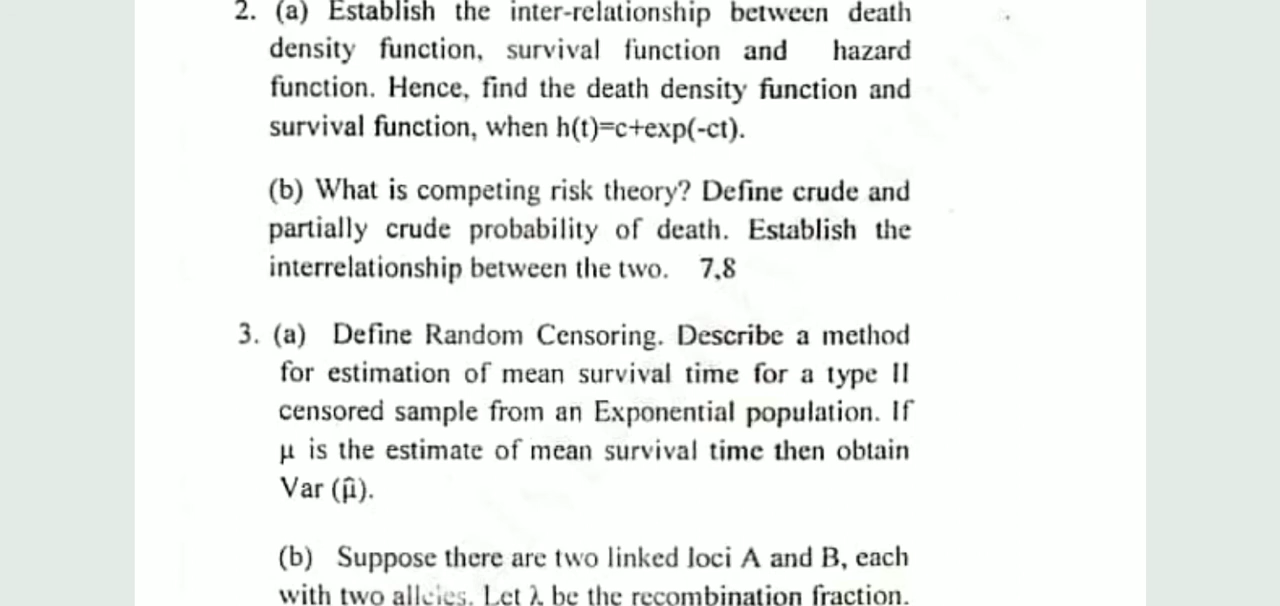 2. (a) Establish the inter-relationship between death
density function, survival function and hazard
function. Hence, find the death density function and
survival function, when h(t)=c+exp(-ct).
(b) What is competing risk theory? Define crude and
partially crude probability of death. Establish the
interrelationship between the two. 7,8
3. (a) Define Random Censoring. Describe a method
for estimation of mean survival time for a type II
censored sample from an Exponential population. If
μ is the estimate of mean survival time then obtain
Var (μ̂).
(b) Suppose there are two linked loci A and B, each
with two alleles. Let λ be the recombination fraction.